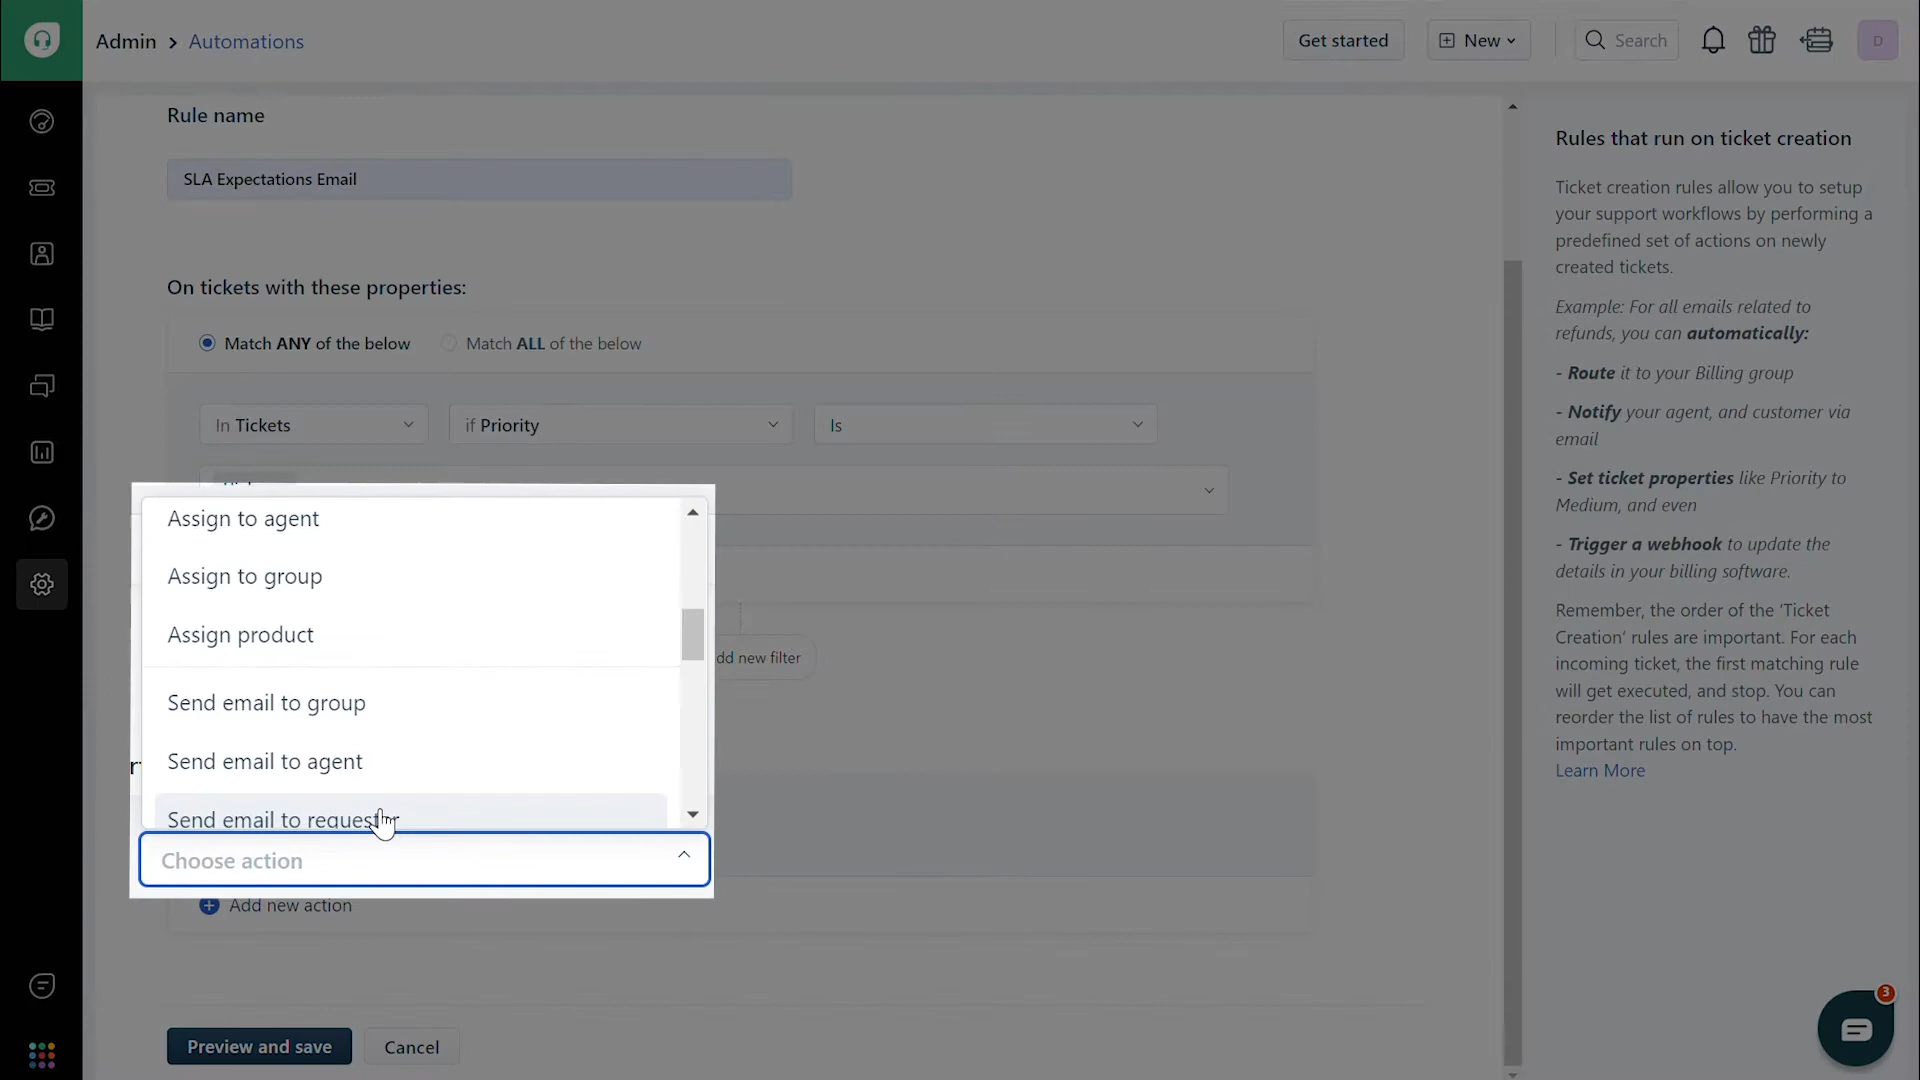 Admin > Automations
Get started
New
Search
D
Rule name
SLA Expectations Email
On tickets with these properties:
Match ANY of the below
Match ALL of the below
In Tickets
if Priority
Is
Assign to agent
Assign to group
Assign product
Send email to group
Send email to agent
Send email to requester
Choose action
dd new filter
Add new action
Preview and save
Cancel
Rules that run on ticket creation
Ticket creation rules allow you to setup
your support workflows by performing a
predefined set of actions on newly
created tickets.
Example: For all emails related to
refunds, you can automatically:
- Route it to your Billing group
- Notify your agent, and customer via
email
- Set ticket properties like Priority to
Medium, and even
- Trigger a webhook to update the
details in your billing software.
Remember, the order of the ‘Ticket
Creation’ rules are important. For each
incoming ticket, the first matching rule
will get executed, and stop. You can
reorder the list of rules to have the most
important rules on top.
Learn More
3